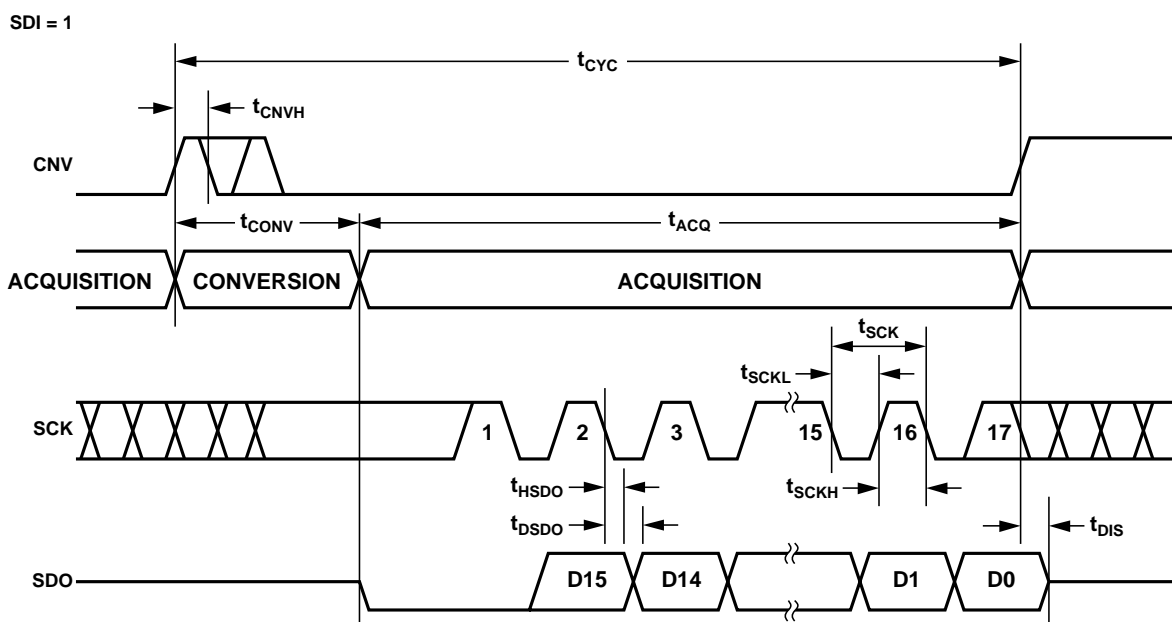 SDI = 1
tCYC
tCNVH
CNV
tCONV
tACQ
ACQUISITION
CONVERSION
ACQUISITION
tSCK
tSCKL
SCK
1
2
3
15
16
17
tHSDO
tSCKH
tDSDO
tDIS
SDO
D15
D14
D1
D0